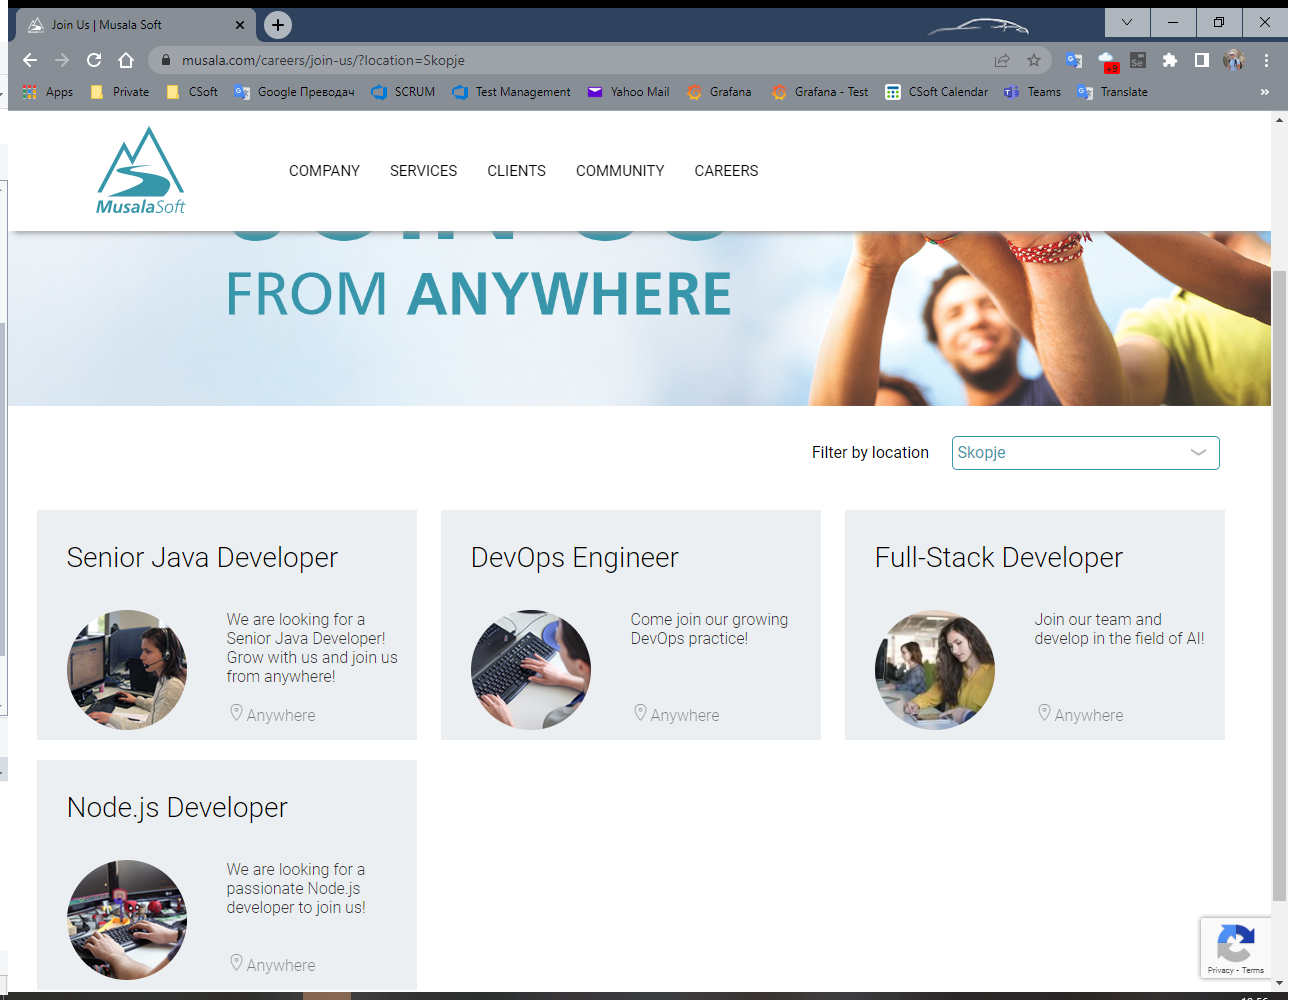 Join Us | Musala Soft
musala.com/careers/join-us/?location=Skopje
Apps Private CSoft Google Преводач SCRUM Test Management Yahoo Mail Grafana Grafana - Test CSoft Calendar Teams Translate
MusalaSoft
COMPANY SERVICES CLIENTS COMMUNITY CAREERS
FROM ANYWHERE
Filter by location Skopje
Senior Java Developer
We are looking for a
Senior Java Developer!
Grow with us and join us
from anywhere!
Anywhere
DevOps Engineer
Come join our growing
DevOps practice!
Anywhere
Full-Stack Developer
Join our team and
develop in the field of AI!
Anywhere
Node.js Developer
We are looking for a
passionate Node.js
developer to join us!
Anywhere
Privacy - Terms